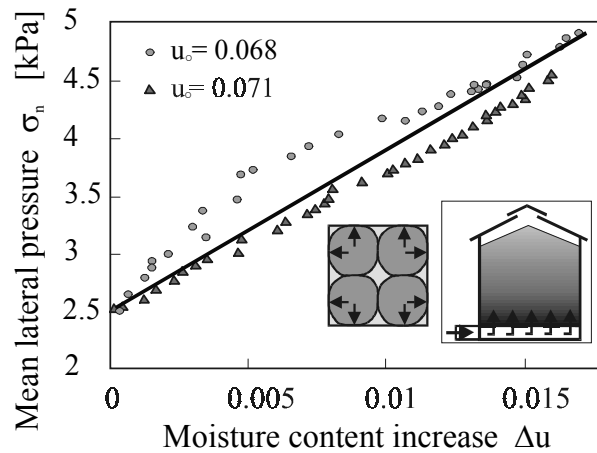 Mean lateral pressure σn [kPa]
5
4.5
4
3.5
3
2.5
2
u○= 0.068
u○= 0.071
0
0.005
0.01
0.015
Moisture content increase Δu